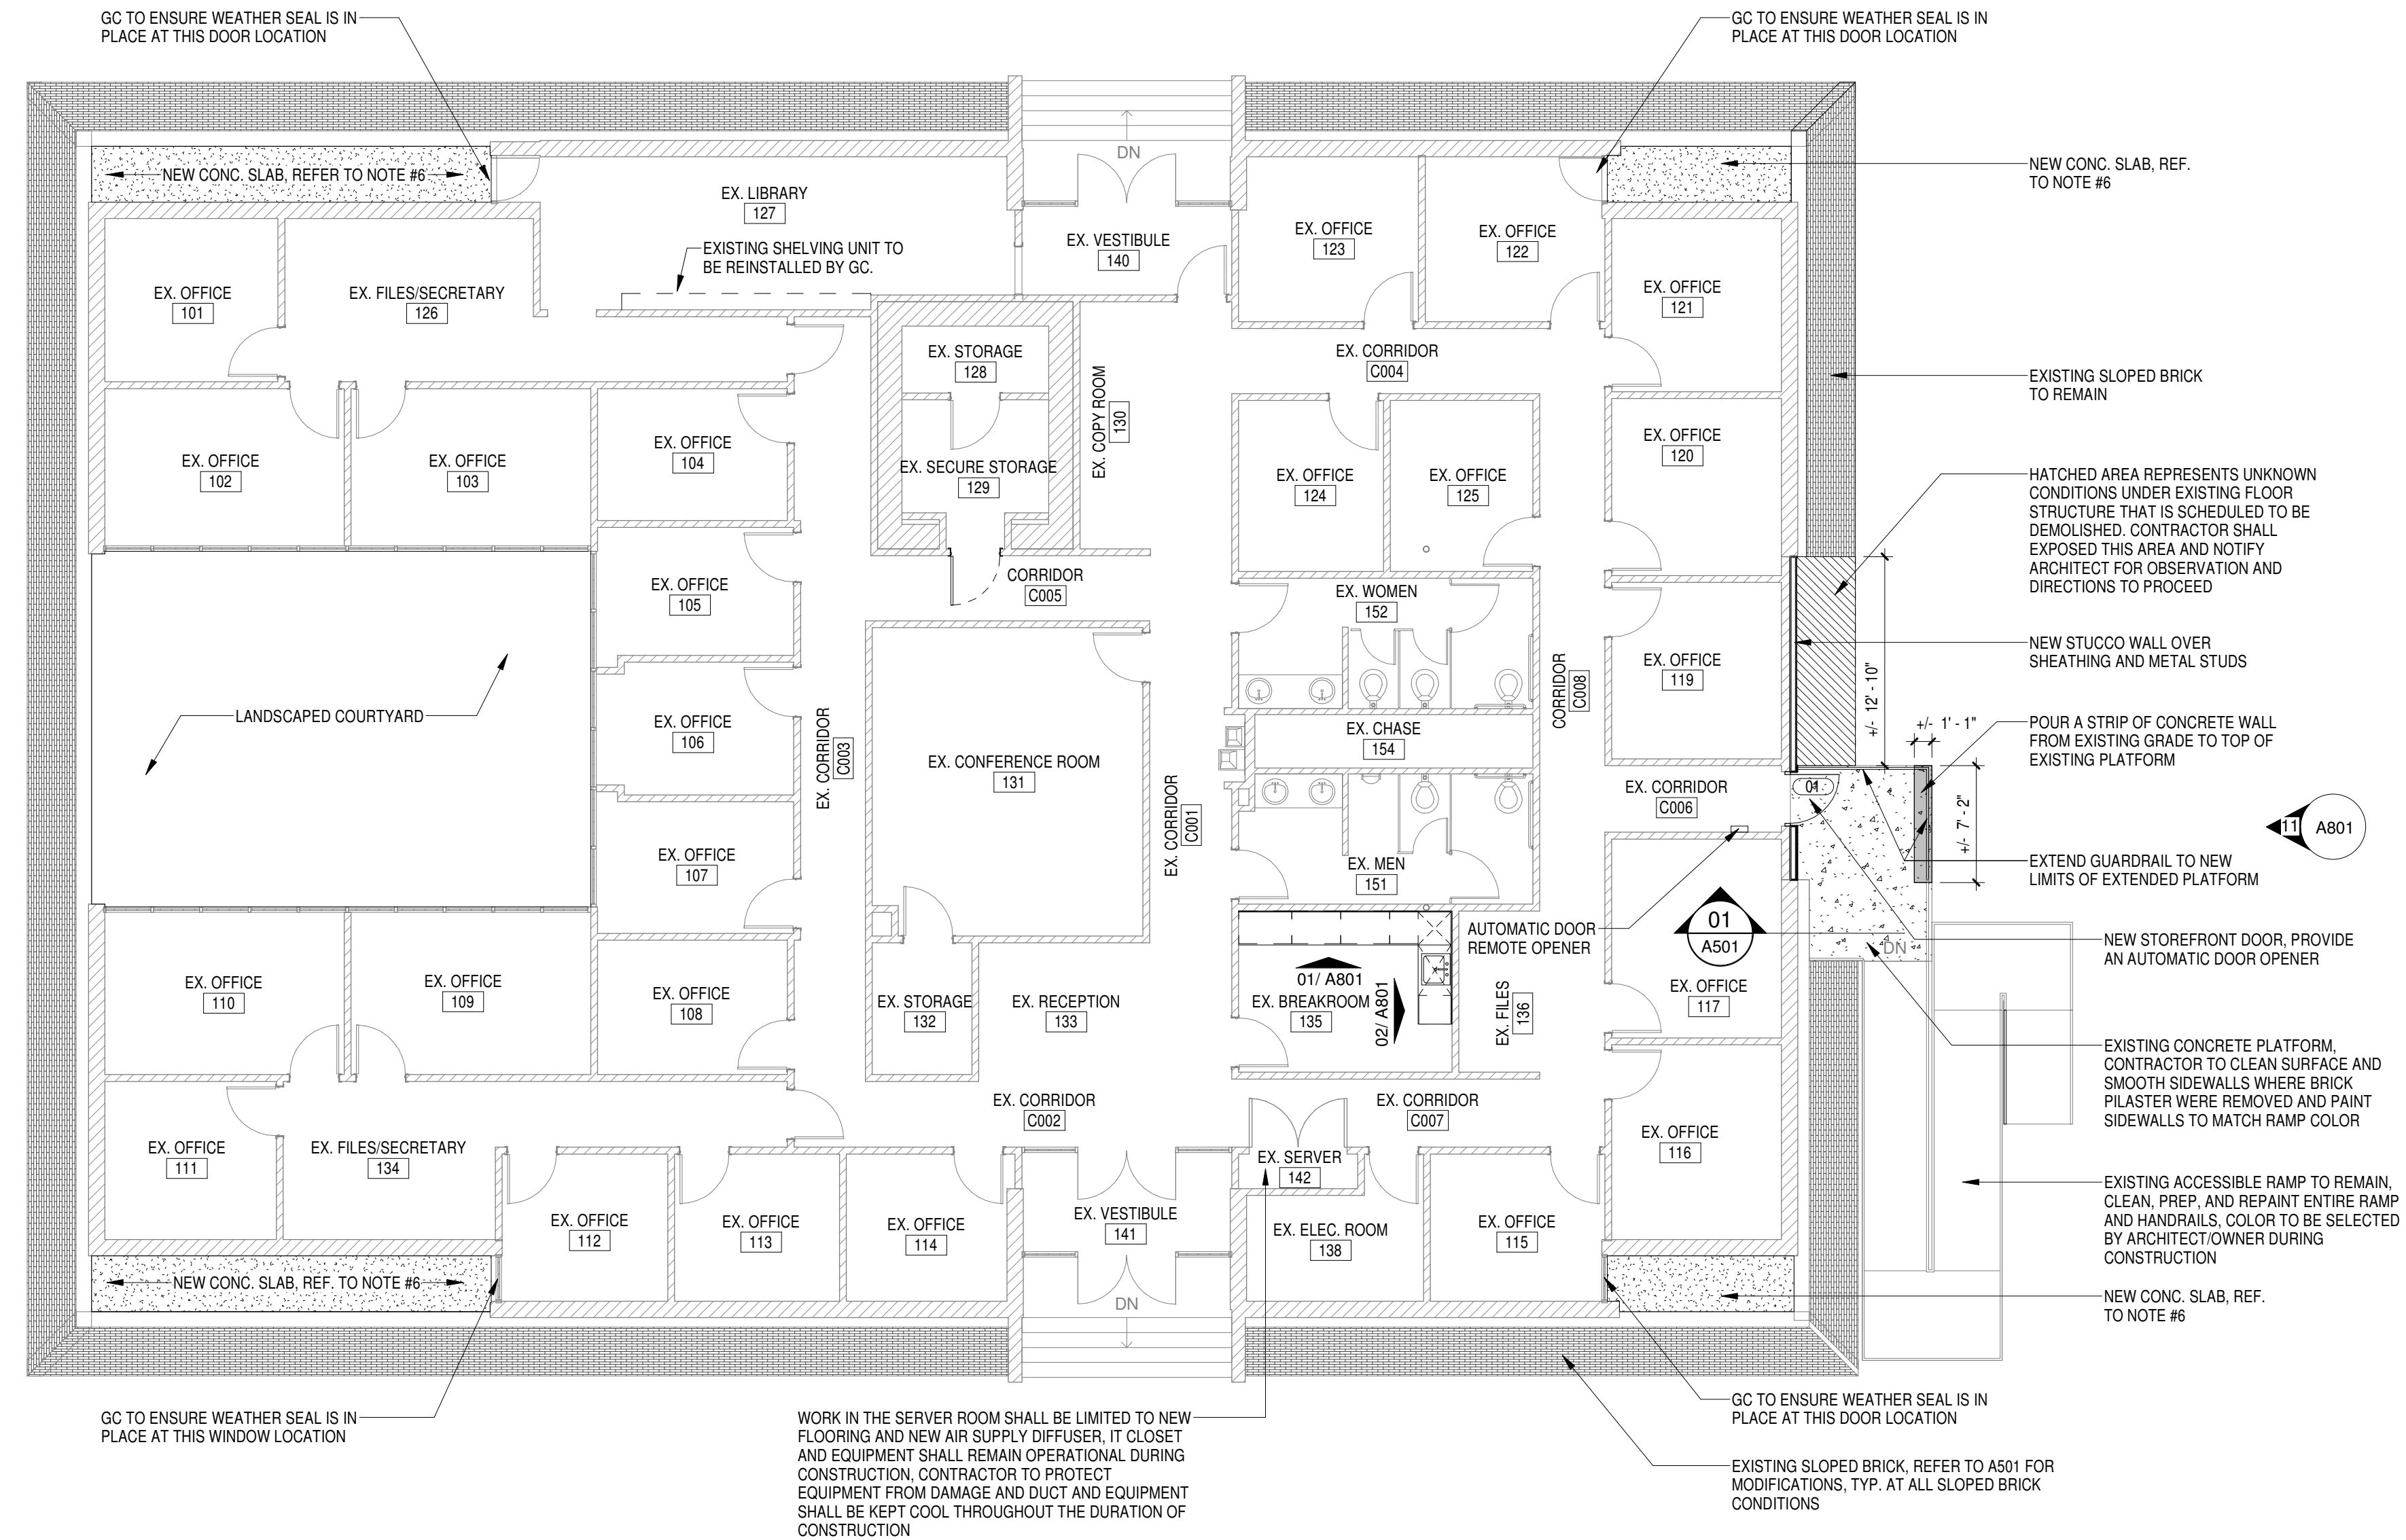 GC TO ENSURE WEATHER SEAL IS IN
PLACE AT THIS DOOR LOCATION
GC TO ENSURE WEATHER SEAL IS IN
PLACE AT THIS DOOR LOCATION
DN
NEW CONC. SLAB, REFER TO NOTE #6
NEW CONC. SLAB, REF.
TO NOTE #6
EX. LIBRARY
127
EXISTING SHELVING UNIT TO
BE REINSTALLED BY GC.
EX. VESTIBULE
140
EX. OFFICE
123
EX. OFFICE
122
EX. OFFICE
101
EX. FILES/SECRETARY
126
EX. OFFICE
121
EX. STORAGE
128
EX. CORRIDOR
C004
EXISTING SLOPED BRICK
TO REMAIN
EX. COPY ROOM
130
EX. OFFICE
102
EX. OFFICE
103
EX. OFFICE
104
EX. SECURE STORAGE
129
EX. OFFICE
124
EX. OFFICE
125
EX. OFFICE
120
HATCHED AREA REPRESENTS UNKNOWN
CONDITIONS UNDER EXISTING FLOOR
STRUCTURE THAT IS SCHEDULED TO BE
DEMOLISHED. CONTRACTOR SHALL
EXPOSED THIS AREA AND NOTIFY
ARCHITECT FOR OBSERVATION AND
DIRECTIONS TO PROCEED
EX. OFFICE
105
CORRIDOR
C005
EX. WOMEN
152
NEW STUCCO WALL OVER
SHEATHING AND METAL STUDS
EX. OFFICE
119
CORRIDOR
C008
+/- 12' - 10"
+/- 1' - 1"
LANDSCAPED COURTYARD
EX. OFFICE
106
EX. CORRIDOR
C003
EX. CONFERENCE ROOM
131
EX. CORRIDOR
C001
EX. CHASE
154
POUR A STRIP OF CONCRETE WALL
FROM EXISTING GRADE TO TOP OF
EXISTING PLATFORM
EX. CORRIDOR
C006
01
+/- 7' - 2"
11
A801
EX. OFFICE
107
EX. MEN
151
EXTEND GUARDRAIL TO NEW
LIMITS OF EXTENDED PLATFORM
AUTOMATIC DOOR
REMOTE OPENER
01
A501
DN
NEW STOREFRONT DOOR, PROVIDE
AN AUTOMATIC DOOR OPENER
EX. OFFICE
110
EX. OFFICE
109
EX. OFFICE
108
EX. STORAGE
132
EX. RECEPTION
133
01/ A801
EX. BREAKROOM
135
02/ A801
EX. FILES
136
EX. OFFICE
117
EXISTING CONCRETE PLATFORM,
CONTRACTOR TO CLEAN SURFACE AND
SMOOTH SIDEWALLS WHERE BRICK
PILASTER WERE REMOVED AND PAINT
SIDEWALLS TO MATCH RAMP COLOR
EX. CORRIDOR
C002
EX. CORRIDOR
C007
EX. OFFICE
111
EX. FILES/SECRETARY
134
EX. SERVER
142
EX. OFFICE
116
EXISTING ACCESSIBLE RAMP TO REMAIN,
CLEAN, PREP, AND REPAINT ENTIRE RAMP
AND HANDRAILS, COLOR TO BE SELECTED
BY ARCHITECT/OWNER DURING
CONSTRUCTION
EX. OFFICE
112
EX. OFFICE
113
EX. OFFICE
114
EX. VESTIBULE
141
EX. ELEC. ROOM
138
EX. OFFICE
115
NEW CONC. SLAB, REF. TO NOTE #6
DN
NEW CONC. SLAB, REF.
TO NOTE #6
GC TO ENSURE WEATHER SEAL IS IN
PLACE AT THIS WINDOW LOCATION
WORK IN THE SERVER ROOM SHALL BE LIMITED TO NEW
FLOORING AND NEW AIR SUPPLY DIFFUSER, IT CLOSET
AND EQUIPMENT SHALL REMAIN OPERATIONAL DURING
CONSTRUCTION, CONTRACTOR TO PROTECT
EQUIPMENT FROM DAMAGE AND DUCT AND EQUIPMENT
SHALL BE KEPT COOL THROUGHOUT THE DURATION OF
CONSTRUCTION
GC TO ENSURE WEATHER SEAL IS IN
PLACE AT THIS DOOR LOCATION
EXISTING SLOPED BRICK, REFER TO A501 FOR
MODIFICATIONS, TYP. AT ALL SLOPED BRICK
CONDITIONS